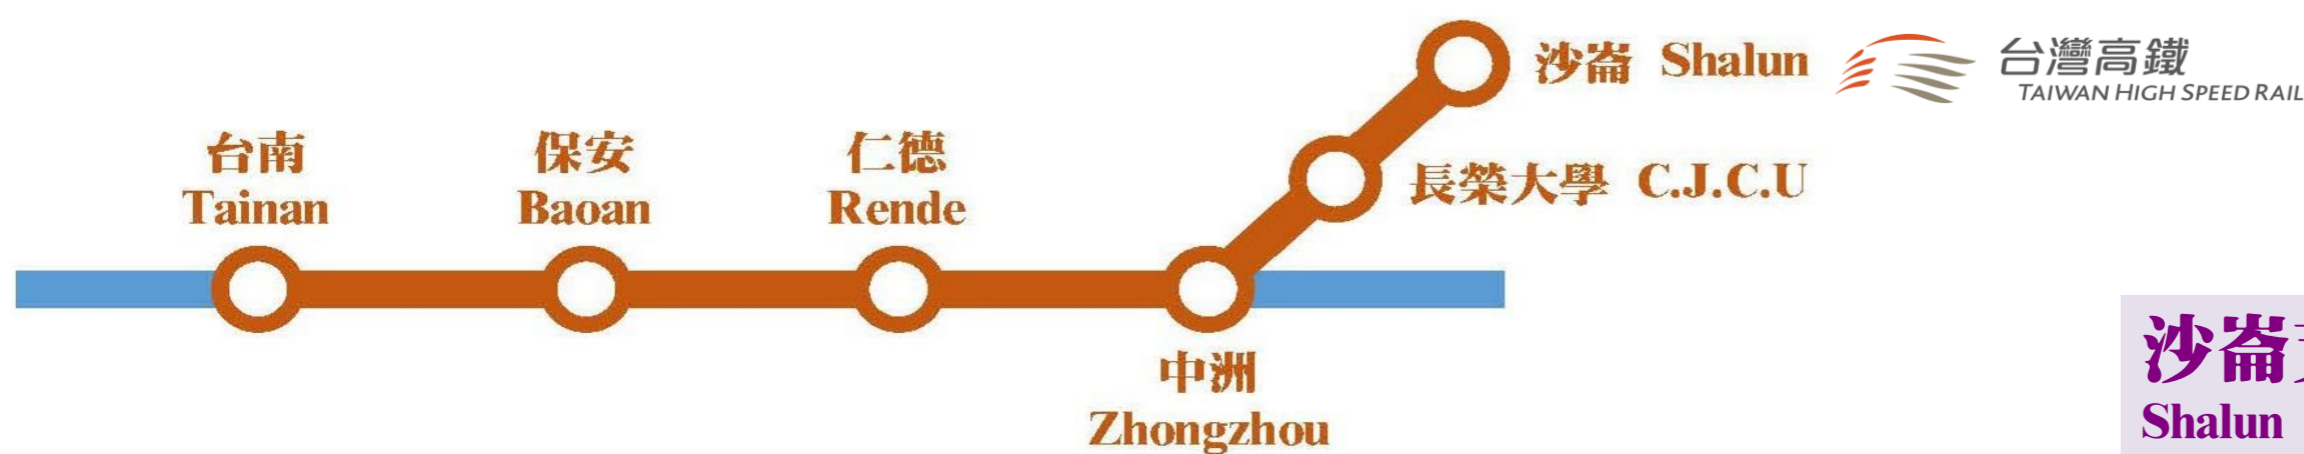 沙崙 Shalun
台灣高鐵
TAIWAN HIGH SPEED RAIL
台南
Tainan
保安
Baoan
仁德
Rende
長榮大學 C.J.C.U
中洲
Zhongzhou
沙崙
Shalun